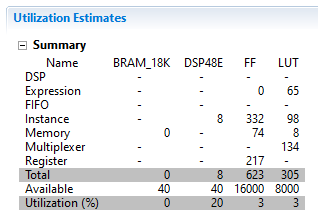 Utilization Estimates
Summary
Name BRAM_18K DSP48E FF LUT
DSP - - - -
Expression - - 0 65
FIFO - - - -
Instance - 8 332 98
Memory 0 - 74 8
Multiplexer - - - 134
Register - - 217 -
Total 0 8 623 305
Available 40 40 16000 8000
Utilization (%) 0 20 3 3